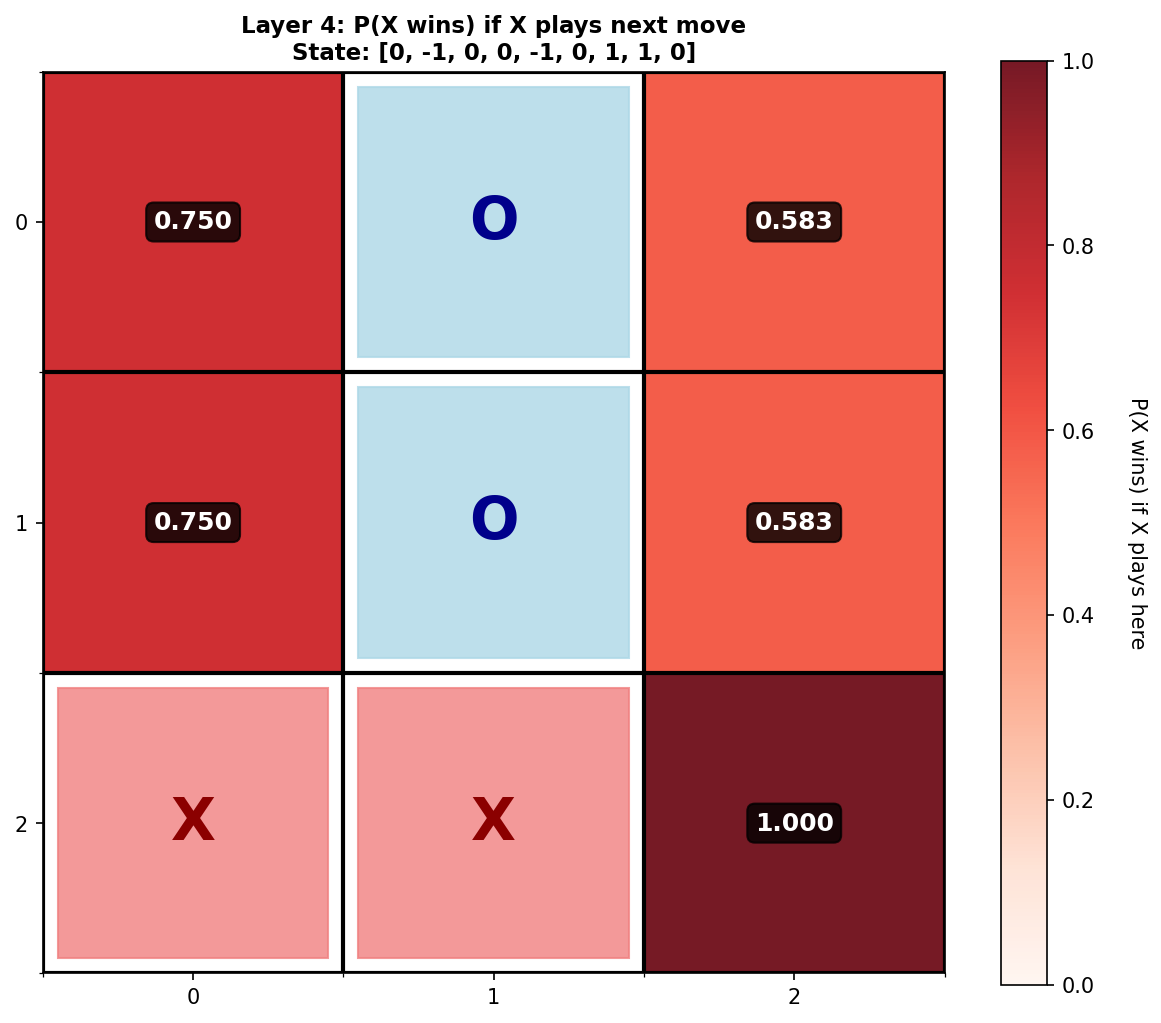 Layer 4: P(X wins) if X plays next move
State: [0, -1, 0, 0, -1, 0, 1, 1, 0]
0.750 O 0.583
0
0.750 O 0.583
1
X X 1.000
2
0 1 2
1.0
0.8
0.6
0.4
0.2
0.0
P(X wins) if X plays here